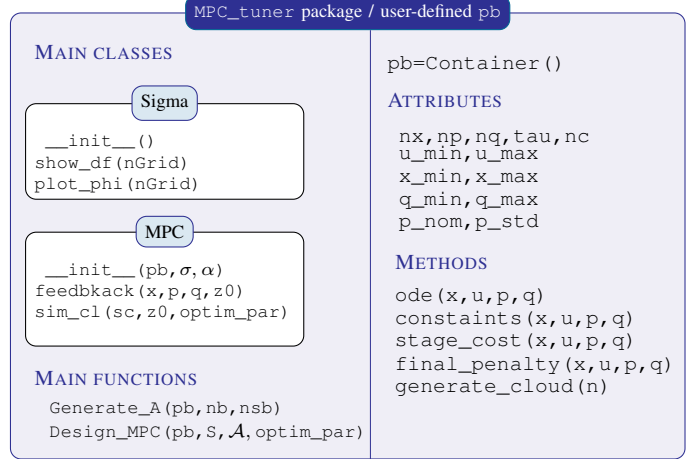 MPC_tuner package / user-defined pb
MAIN CLASSES
Sigma
__init__()
show_df(nGrid)
plot_phi(nGrid)
MPC
__init__(pb,σ,α)
feedbkack(x,p,q,z0)
sim_cl(sc,z0,optim_par)
MAIN FUNCTIONS
Generate_A(pb,nb,nsb)
Design_MPC(pb,S,𝒜,optim_par)
pb=Container()
ATTRIBUTES
nx,np,nq,tau,nc
u_min,u_max
x_min,x_max
q_min,q_max
p_nom,p_std
METHODS
ode(x,u,p,q)
constaints(x,u,p,q)
stage_cost(x,u,p,q)
final_penalty(x,u,p,q)
generate_cloud(n)